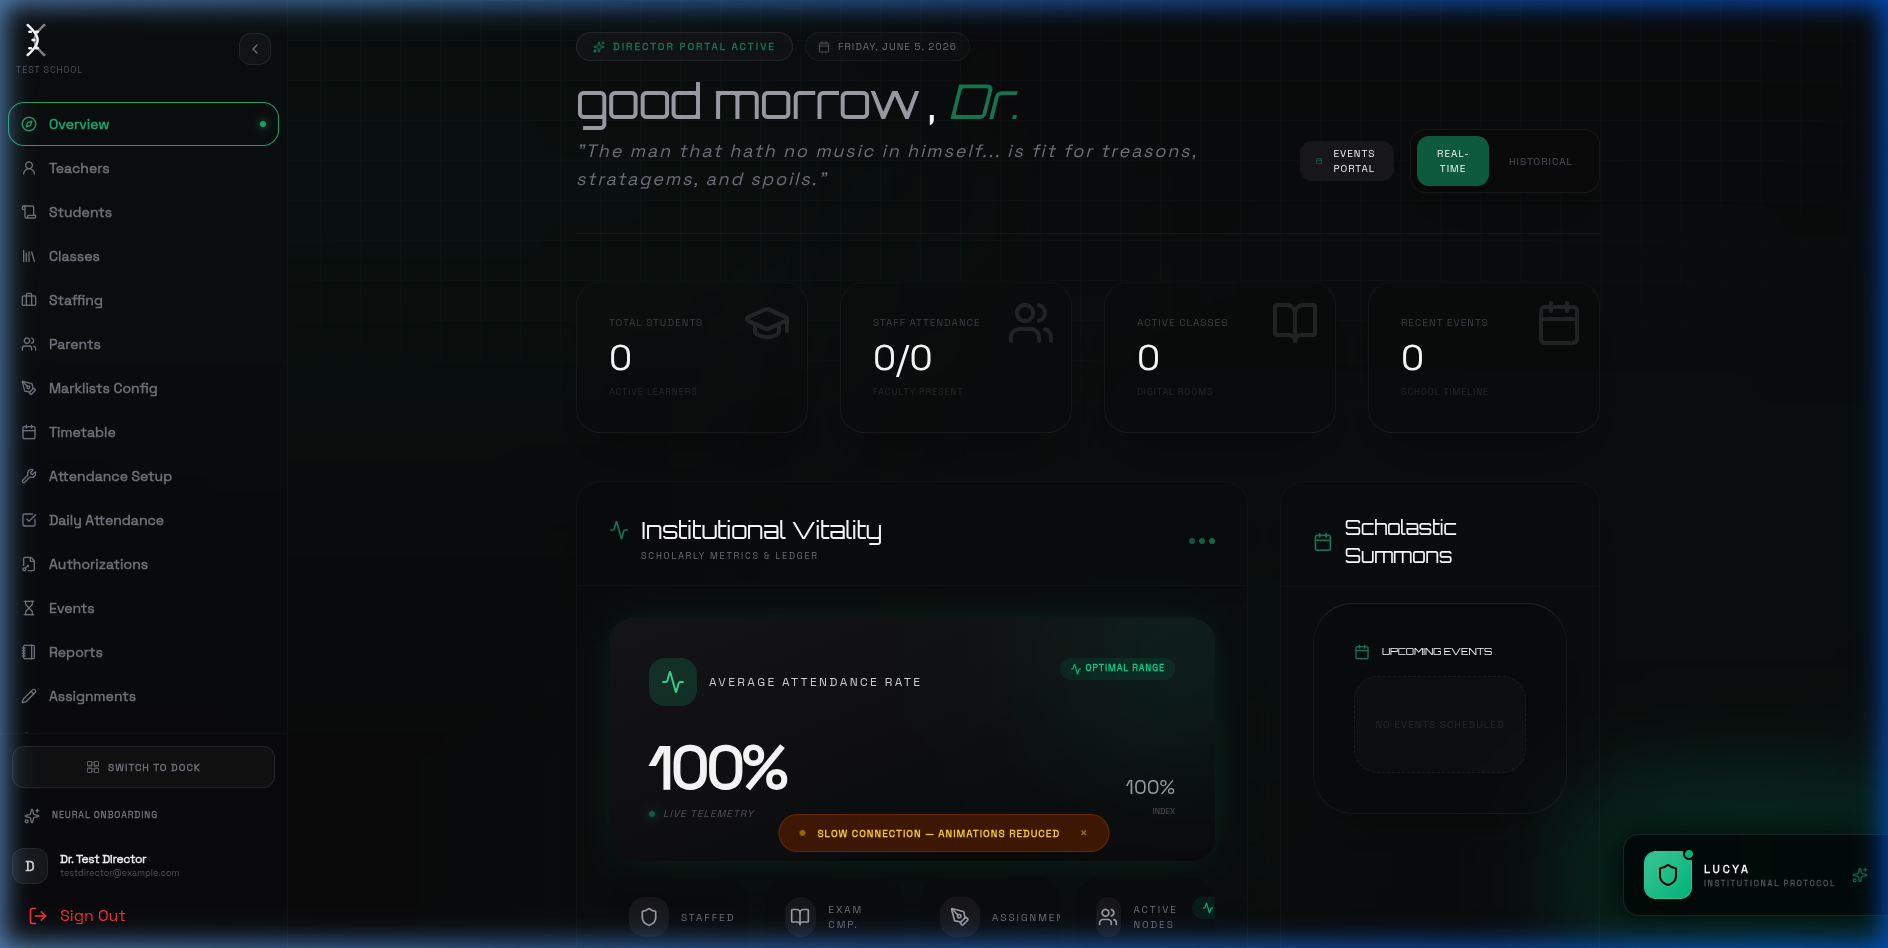 TEST SCHOOL
Overview
Teachers
Students
Classes
Staffing
Parents
Marklists Config
Timetable
Attendance Setup
Daily Attendance
Authorizations
Events
Reports
Assignments
SWITCH TO DOCK
NEURAL ONBOARDING
D
Dr. Test Director
testdirector@example.com
Sign Out
DIRECTOR PORTAL ACTIVE
FRIDAY, JUNE 5, 2026
good morrow , Dr.
"The man that hath no music in himself... is fit for treasons,
stratagems, and spoils."
EVENTS
PORTAL
REAL-
TIME
HISTORICAL
TOTAL STUDENTS
0
ACTIVE LEARNERS
STAFF ATTENDANCE
0/0
FACULTY PRESENT
ACTIVE CLASSES
0
DIGITAL ROOMS
RECENT EVENTS
0
SCHOOL TIMELINE
Institutional Vitality
SCHOLARLY METRICS & LEDGER
AVERAGE ATTENDANCE RATE
OPTIMAL RANGE
100%
LIVE TELEMETRY
100%
INDEX
SLOW CONNECTION — ANIMATIONS REDUCED ×
STAFFED
EXAM
CMP.
ASSIGNMEN
ACTIVE
NODES
Scholastic
Summons
UPCOMING EVENTS
NO EVENTS SCHEDULED
LUCYA
INSTITUTIONAL PROTOCOL